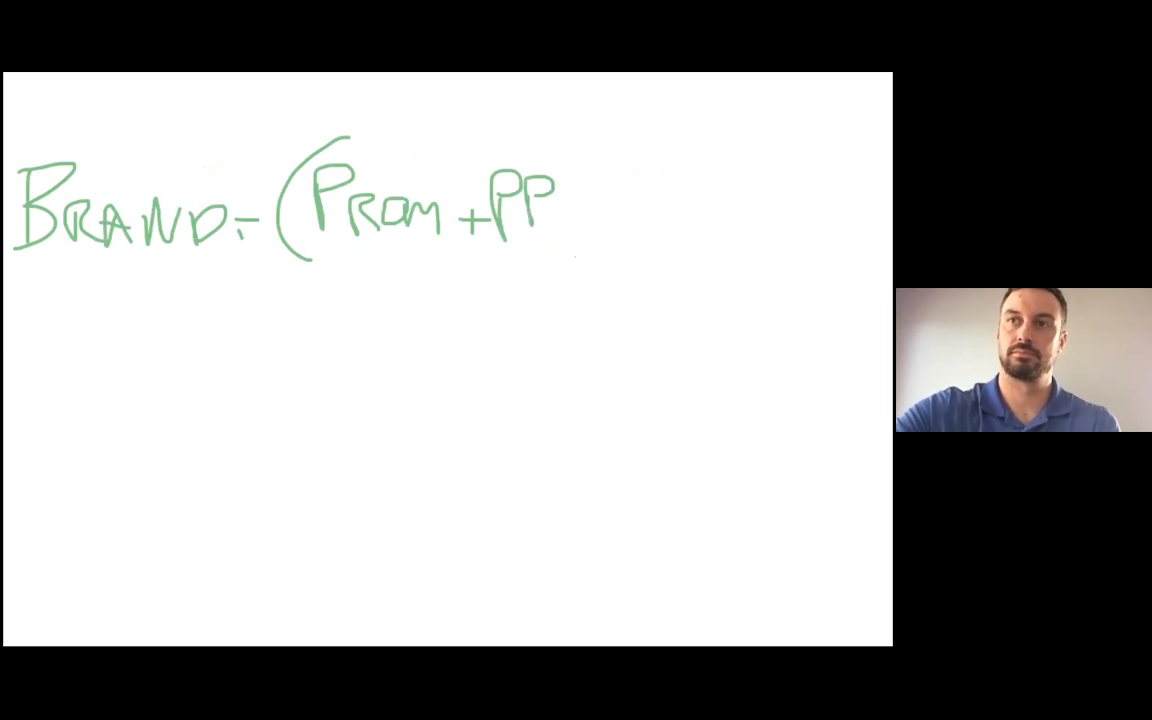 BRAND = (PROM + PP